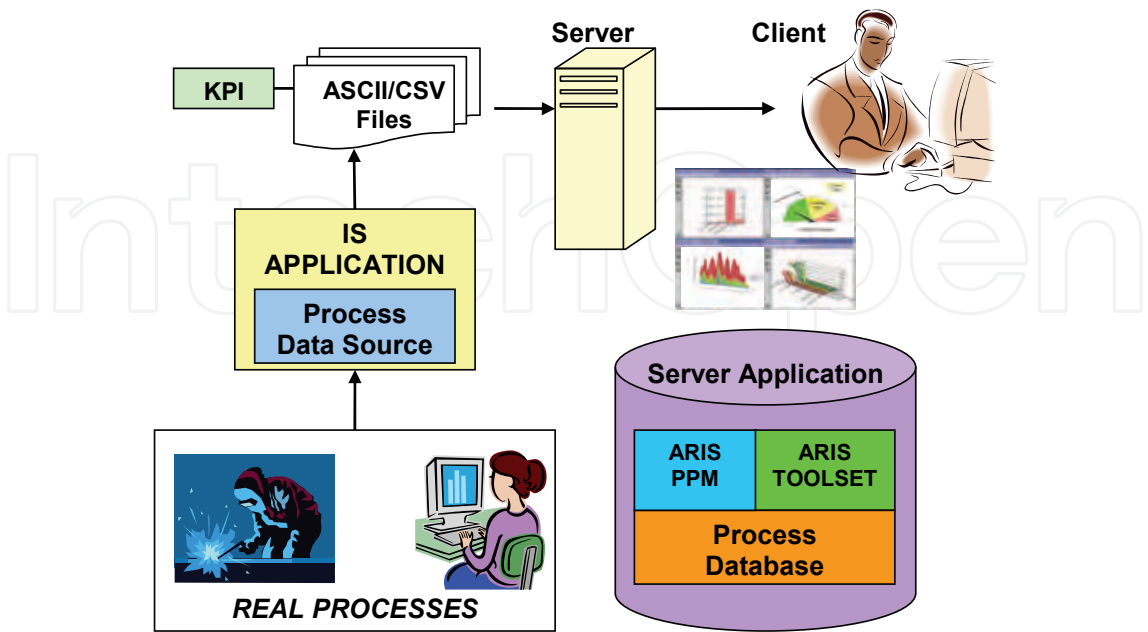 Server
Client
KPI
ASCII/CSV
Files
IS
APPLICATION
Process
Data Source
Server Application
ARIS
PPM
ARIS
TOOLSET
Process
Database
REAL PROCESSES
IntechOpen